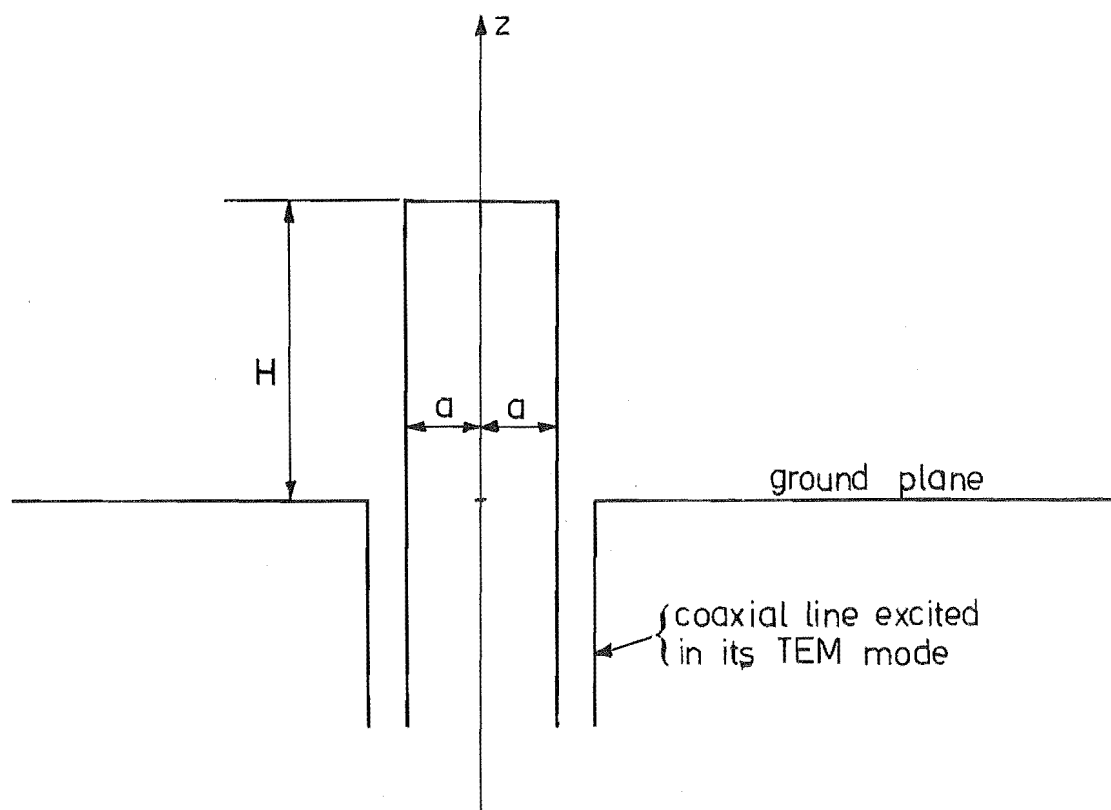 z
H
a a
ground plane
coaxial line excited
in its TEM mode